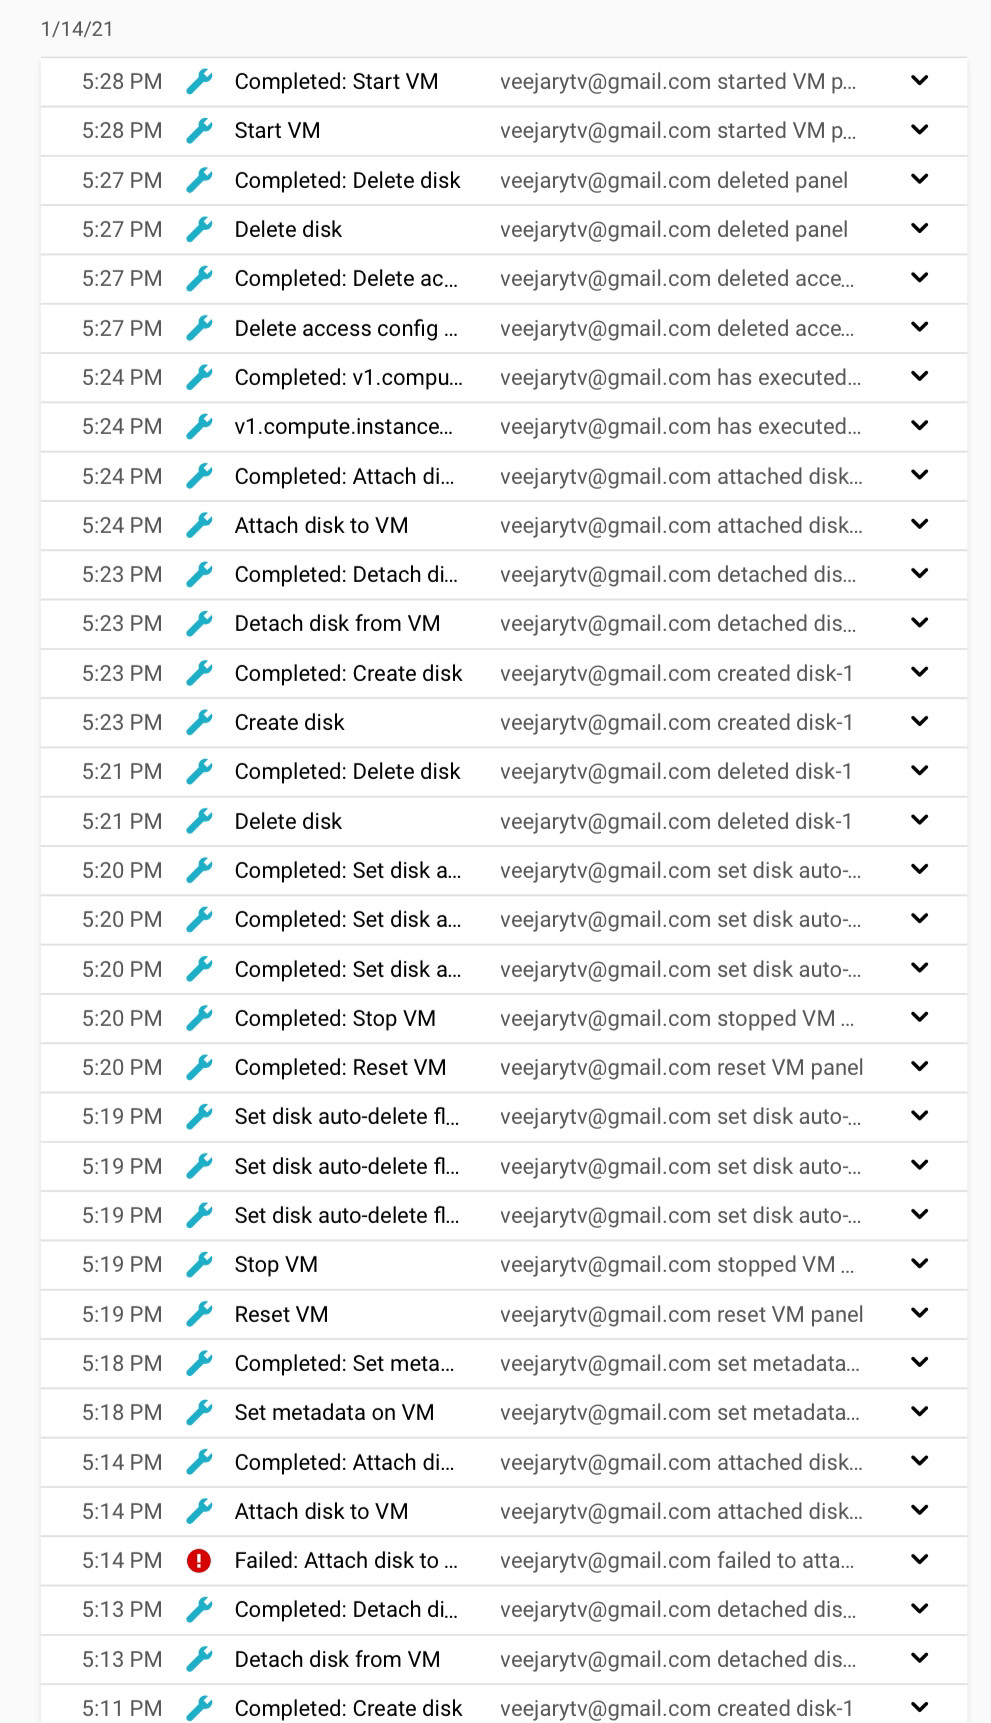 1/14/21
5:28 PM Completed: Start VM veejarytv@gmail.com started VM p...
5:28 PM Start VM veejarytv@gmail.com started VM p...
5:27 PM Completed: Delete disk veejarytv@gmail.com deleted panel
5:27 PM Delete disk veejarytv@gmail.com deleted panel
5:27 PM Completed: Delete ac... veejarytv@gmail.com deleted acce...
5:27 PM Delete access config ... veejarytv@gmail.com deleted acce...
5:24 PM Completed: v1.compu... veejarytv@gmail.com has executed...
5:24 PM v1.compute.instance... veejarytv@gmail.com has executed...
5:24 PM Completed: Attach di... veejarytv@gmail.com attached disk...
5:24 PM Attach disk to VM veejarytv@gmail.com attached disk...
5:23 PM Completed: Detach di... veejarytv@gmail.com detached dis...
5:23 PM Detach disk from VM veejarytv@gmail.com detached dis...
5:23 PM Completed: Create disk veejarytv@gmail.com created disk-1
5:23 PM Create disk veejarytv@gmail.com created disk-1
5:21 PM Completed: Delete disk veejarytv@gmail.com deleted disk-1
5:21 PM Delete disk veejarytv@gmail.com deleted disk-1
5:20 PM Completed: Set disk a... veejarytv@gmail.com set disk auto-...
5:20 PM Completed: Set disk a... veejarytv@gmail.com set disk auto-...
5:20 PM Completed: Set disk a... veejarytv@gmail.com set disk auto-...
5:20 PM Completed: Stop VM veejarytv@gmail.com stopped VM ...
5:20 PM Completed: Reset VM veejarytv@gmail.com reset VM panel
5:19 PM Set disk auto-delete fl... veejarytv@gmail.com set disk auto-...
5:19 PM Set disk auto-delete fl... veejarytv@gmail.com set disk auto-...
5:19 PM Set disk auto-delete fl... veejarytv@gmail.com set disk auto-...
5:19 PM Stop VM veejarytv@gmail.com stopped VM ...
5:19 PM Reset VM veejarytv@gmail.com reset VM panel
5:18 PM Completed: Set meta... veejarytv@gmail.com set metadata...
5:18 PM Set metadata on VM veejarytv@gmail.com set metadata...
5:14 PM Completed: Attach di... veejarytv@gmail.com attached disk...
5:14 PM Attach disk to VM veejarytv@gmail.com attached disk...
5:14 PM Failed: Attach disk to ... veejarytv@gmail.com failed to atta...
5:13 PM Completed: Detach di... veejarytv@gmail.com detached dis...
5:13 PM Detach disk from VM veejarytv@gmail.com detached dis...
5:11 PM Completed: Create disk veejarytv@gmail.com created disk-1